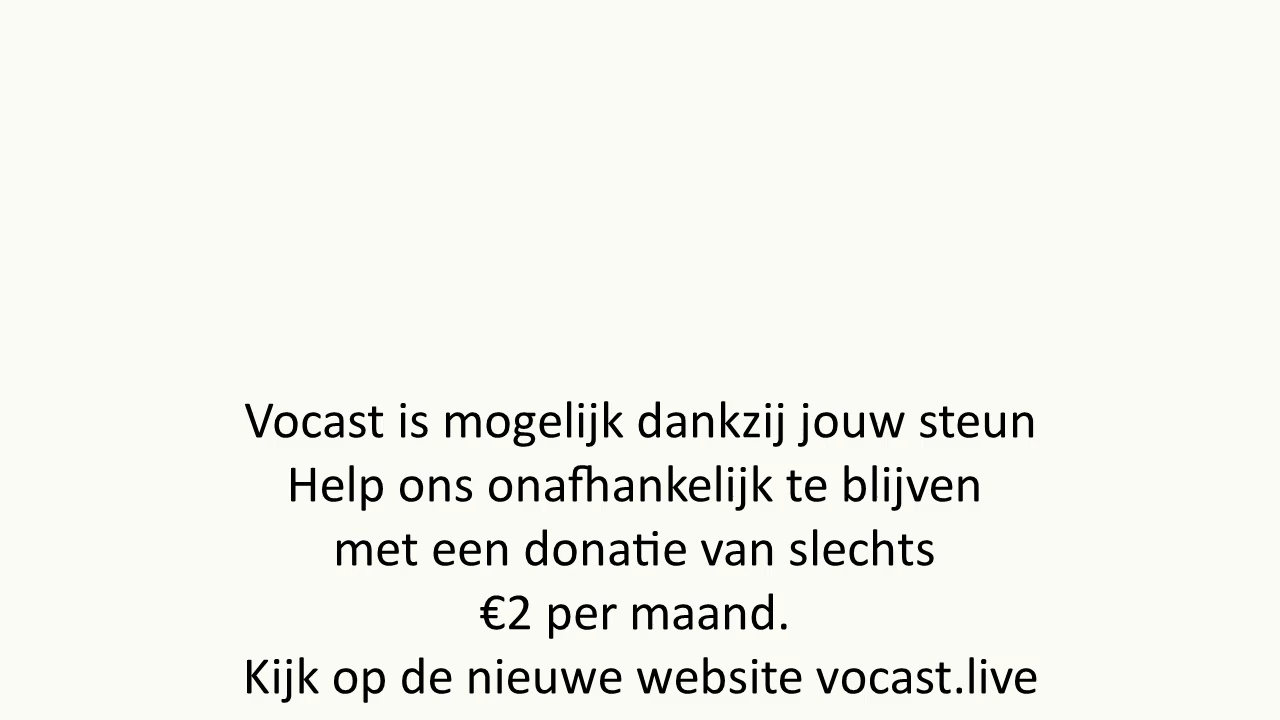 Vocast is mogelijk dankzij jouw steun
Help ons onafhankelijk te blijven
met een donatie van slechts
€2 per maand.
Kijk op de nieuwe website vocast.live